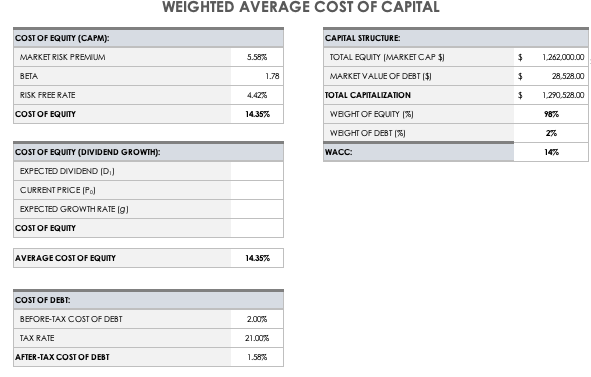 WEIGHTED AVERAGE COST OF CAPITAL
COST OF EQUITY (CAPM):
MARKET RISK PREMIUM 5.58%
BETA 1.78
RISK FREE RATE 4.42%
COST OF EQUITY 14.35%
COST OF EQUITY (DIVIDEND GROWTH):
EXPECTED DIVIDEND (D₁)
CURRENT PRICE (P₀)
EXPECTED GROWTH RATE (g)
COST OF EQUITY
AVERAGE COST OF EQUITY 14.35%
COST OF DEBT:
BEFORE-TAX COST OF DEBT 2.00%
TAX RATE 21.00%
AFTER-TAX COST OF DEBT 1.58%
CAPITAL STRUCTURE:
TOTAL EQUITY (MARKET CAP $) $ 1,262,000.00
MARKET VALUE OF DEBT ($) $ 28,528.00
TOTAL CAPITALIZATION $ 1,290,528.00
WEIGHT OF EQUITY (%) 98%
WEIGHT OF DEBT (%) 2%
WACC: 14%